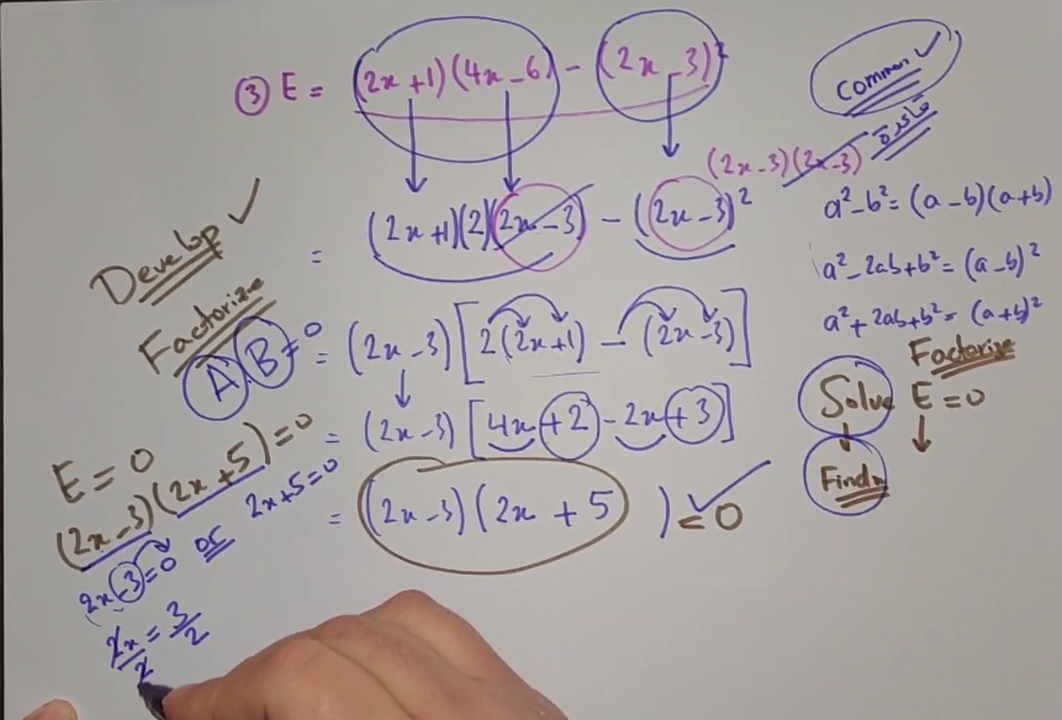 ③ E = (2x+1)(4x-6) - (2x-3)²
Common ✓
قاعدة
(2x-3)(2x-3)
= (2x+1)(2)(2x-3) - (2x-3)²
a²-b²=(a-b)(a+b)
a²-2ab+b²=(a-b)²
a²+2ab+b²=(a+b)²
Develop ✓
Factorize
A.B=0
= (2x-3)[2(2x+1)-(2x-3)]
= (2x-3)[4x+2-2x+3]
= (2x-3)(2x+5 )=0
Factorize
Solve E=0
Find x
E=0
(2x-3)(2x+5)=0
2x-3=0 or 2x+5=0
2x/2 = 3/2